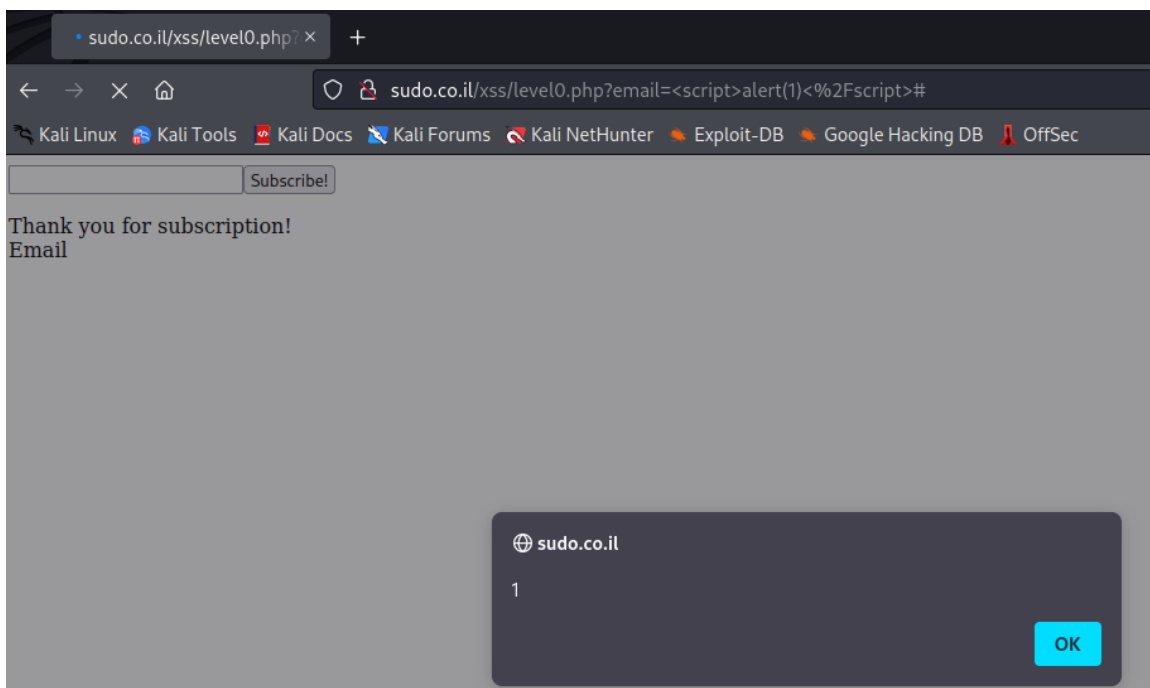 sudo.co.il/xss/level0.php?
sudo.co.il/xss/level0.php?email=<script>alert(1)<%2Fscript>#
Kali Linux Kali Tools Kali Docs Kali Forums Kali NetHunter Exploit-DB Google Hacking DB OffSec
Subscribe!
Thank you for subscription!
Email
sudo.co.il
1
OK